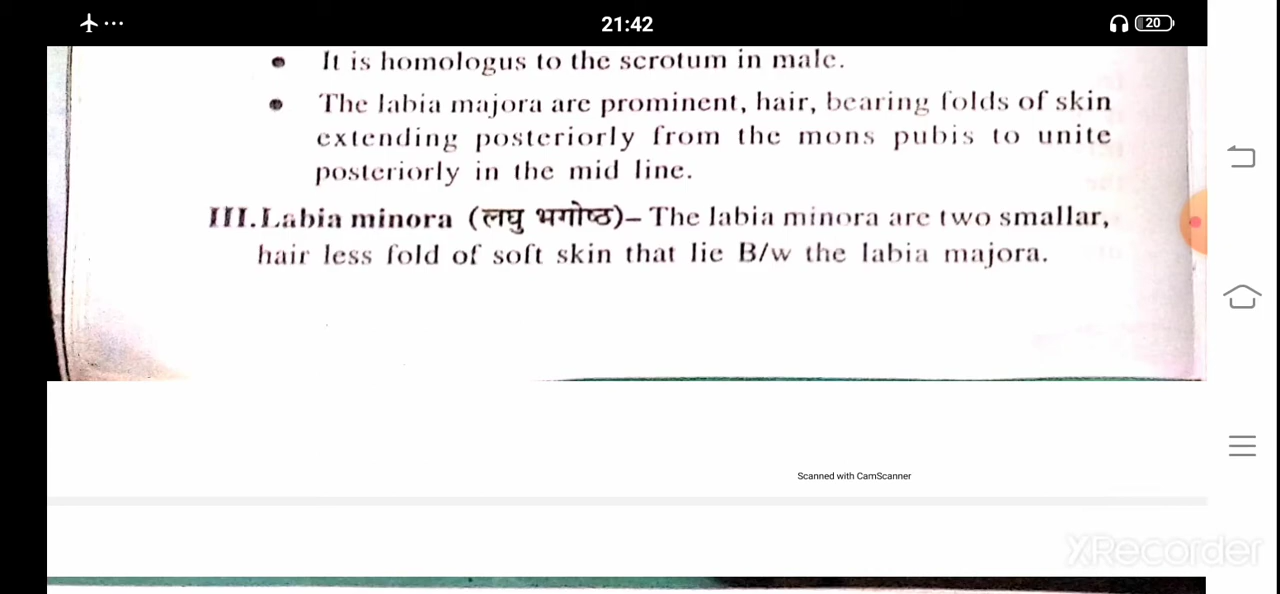 21:42
20
It is homologus to the scrotum in male.
The labia majora are prominent, hair, bearing folds of skin
extending posteriorly from the mons pubis to unite
posteriorly in the mid line.
III.Labia minora (लघु भगोष्ठ)– The labia minora are two smallar,
hair less fold of soft skin that lie B/w the labia majora.
Scanned with CamScanner
XRecorder